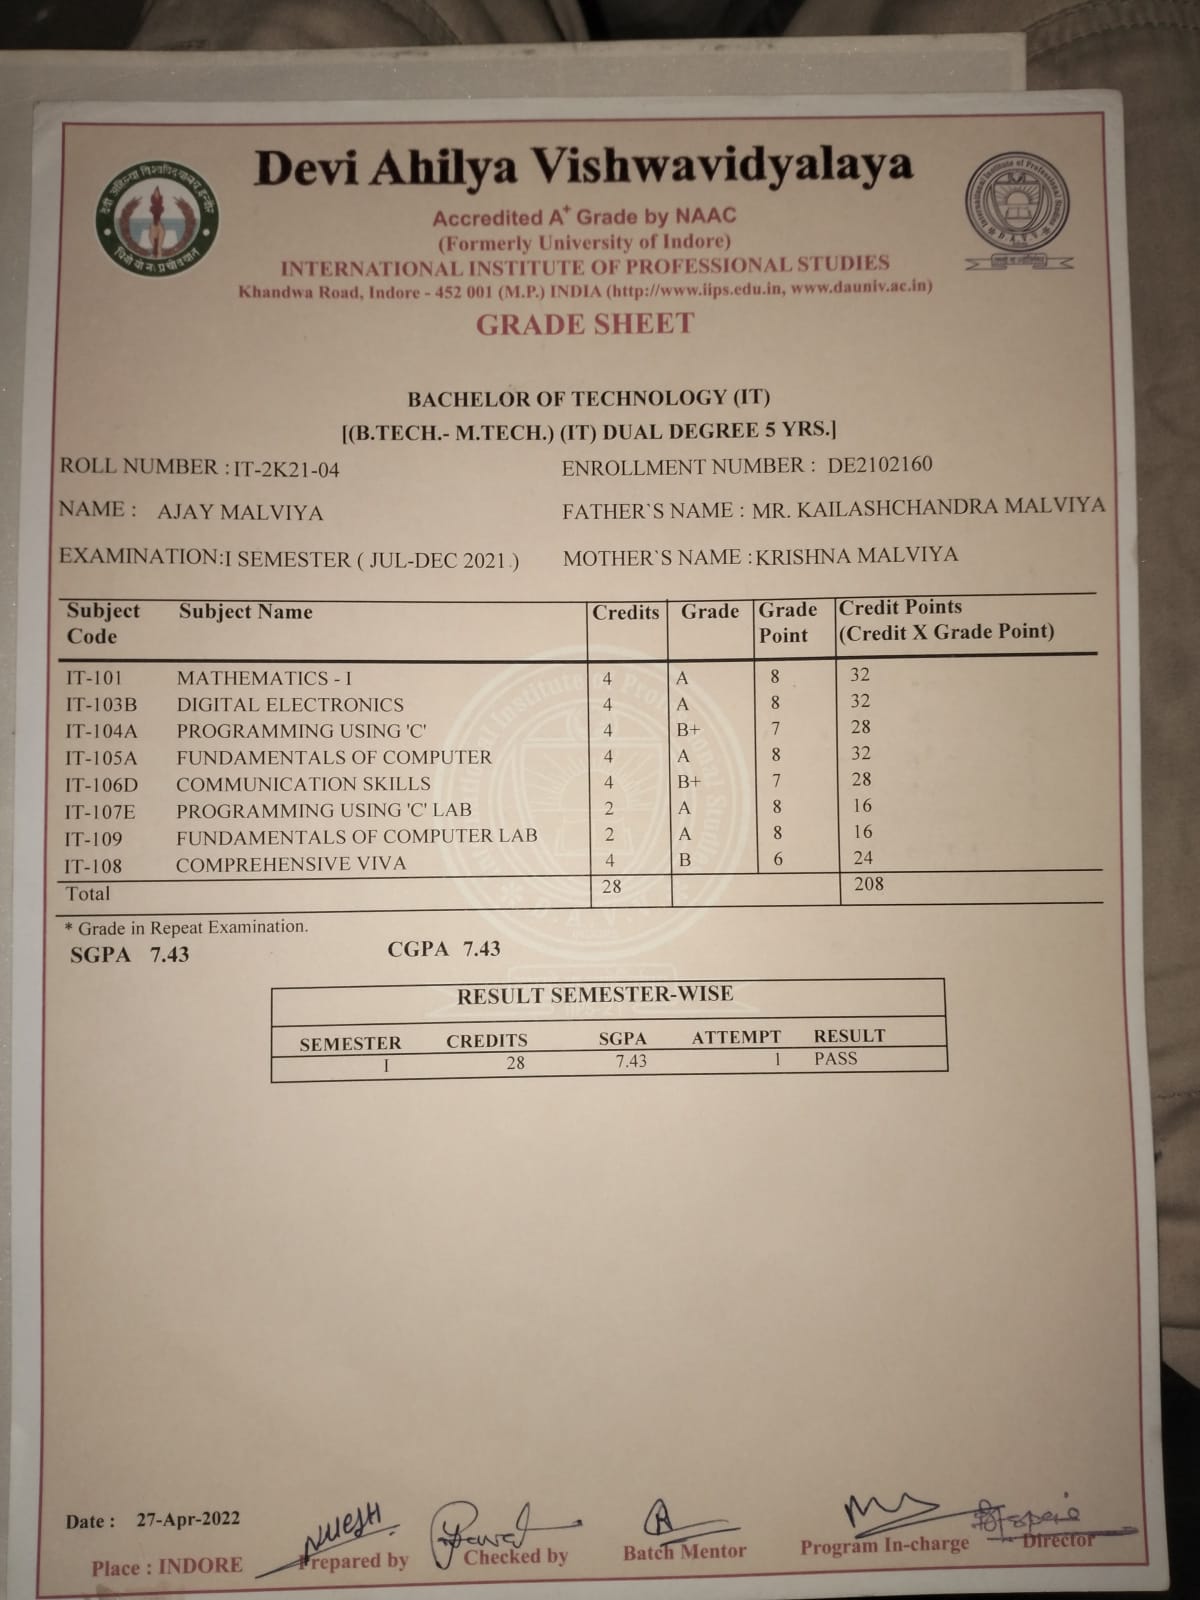 Devi Ahilya Vishwavidyalaya
Accredited A+ Grade by NAAC
(Formerly University of Indore)
INTERNATIONAL INSTITUTE OF PROFESSIONAL STUDIES
Khandwa Road, Indore - 452 001 (M.P.) INDIA (http://www.iips.edu.in, www.dauniv.ac.in)
GRADE SHEET
BACHELOR OF TECHNOLOGY (IT)
[(B.TECH.- M.TECH.) (IT) DUAL DEGREE 5 YRS.]
ROLL NUMBER : IT-2K21-04 ENROLLMENT NUMBER : DE2102160
NAME : AJAY MALVIYA FATHER`S NAME : MR. KAILASHCHANDRA MALVIYA
EXAMINATION:I SEMESTER ( JUL-DEC 2021 ) MOTHER`S NAME : KRISHNA MALVIYA
Subject Subject Name Credits Grade Grade Credit Points
Code Point (Credit X Grade Point)
IT-101 MATHEMATICS - I 4 A 8 32
IT-103B DIGITAL ELECTRONICS 4 A 8 32
IT-104A PROGRAMMING USING 'C' 4 B+ 7 28
IT-105A FUNDAMENTALS OF COMPUTER 4 A 8 32
IT-106D COMMUNICATION SKILLS 4 B+ 7 28
IT-107E PROGRAMMING USING 'C' LAB 2 A 8 16
IT-109 FUNDAMENTALS OF COMPUTER LAB 2 A 8 16
IT-108 COMPREHENSIVE VIVA 4 B 6 24
Total 28 208
* Grade in Repeat Examination.
SGPA 7.43 CGPA 7.43
RESULT SEMESTER-WISE
SEMESTER CREDITS SGPA ATTEMPT RESULT
I 28 7.43 1 PASS
Date : 27-Apr-2022
Place : INDORE Prepared by Checked by Batch Mentor Program In-charge Director